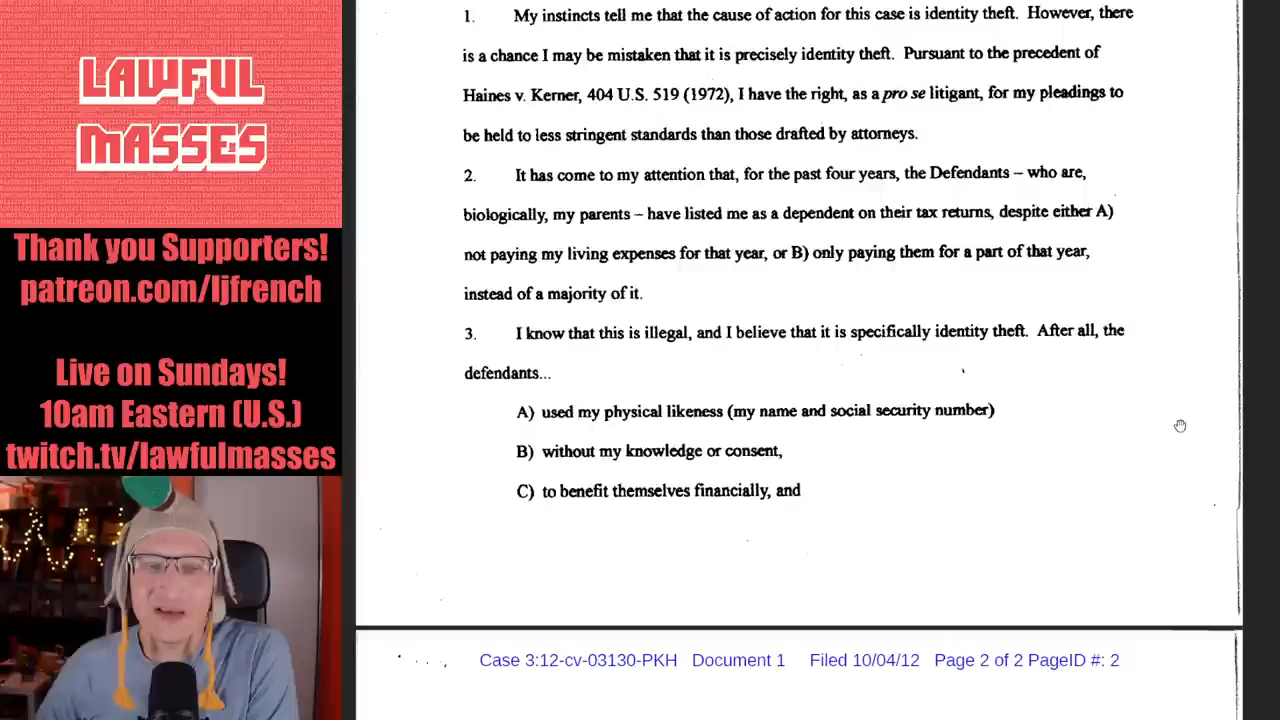 LAWFUL
MASSES
Thank you Supporters!
patreon.com/ljfrench
Live on Sundays!
10am Eastern (U.S.)
twitch.tv/lawfulmasses
1. My instincts tell me that the cause of action for this case is identity theft. However, there
is a chance I may be mistaken that it is precisely identity theft. Pursuant to the precedent of
Haines v. Kerner, 404 U.S. 519 (1972), I have the right, as a pro se litigant, for my pleadings to
be held to less stringent standards than those drafted by attorneys.
2. It has come to my attention that, for the past four years, the Defendants – who are,
biologically, my parents – have listed me as a dependent on their tax returns, despite either A)
not paying my living expenses for that year, or B) only paying them for a part of that year,
instead of a majority of it.
3. I know that this is illegal, and I believe that it is specifically identity theft. After all, the
defendants...
A) used my physical likeness (my name and social security number)
B) without my knowledge or consent,
C) to benefit themselves financially, and
Case 3:12-cv-03130-PKH Document 1 Filed 10/04/12 Page 2 of 2 PageID #: 2